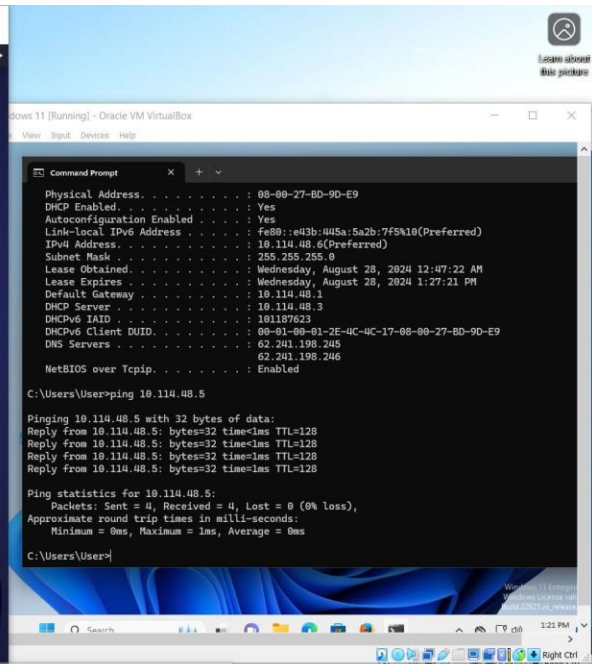 Learn about
this picture
dows 11 [Running] - Oracle VM VirtualBox
View Input Devices Help
Command Prompt
Physical Address. . . . . . . . . : 08-00-27-BD-9D-E9
DHCP Enabled. . . . . . . . . . . : Yes
Autoconfiguration Enabled . . . . : Yes
Link-local IPv6 Address . . . . . : fe80::e43b:445a:5a2b:7f5%10(Preferred)
IPv4 Address. . . . . . . . . . . : 10.114.48.6(Preferred)
Subnet Mask . . . . . . . . . . . : 255.255.255.0
Lease Obtained. . . . . . . . . . : Wednesday, August 28, 2024 12:47:22 AM
Lease Expires . . . . . . . . . . : Wednesday, August 28, 2024 1:27:21 PM
Default Gateway . . . . . . . . . : 10.114.48.1
DHCP Server . . . . . . . . . . . : 10.114.48.3
DHCPv6 IAID . . . . . . . . . . . : 101187623
DHCPv6 Client DUID. . . . . . . . : 00-01-00-01-2E-4C-4C-17-08-00-27-BD-9D-E9
DNS Servers . . . . . . . . . . . : 62.241.198.245
62.241.198.246
NetBIOS over Tcpip. . . . . . . . : Enabled
C:\Users\User>ping 10.114.48.5
Pinging 10.114.48.5 with 32 bytes of data:
Reply from 10.114.48.5: bytes=32 time<1ms TTL=128
Reply from 10.114.48.5: bytes=32 time<1ms TTL=128
Reply from 10.114.48.5: bytes=32 time=1ms TTL=128
Reply from 10.114.48.5: bytes=32 time=1ms TTL=128
Ping statistics for 10.114.48.5:
Packets: Sent = 4, Received = 4, Lost = 0 (0% loss),
Approximate round trip times in milli-seconds:
Minimum = 0ms, Maximum = 1ms, Average = 0ms
C:\Users\User>
Windows 11 Enterpri
Windows License vali
Build 22621.ni_release
Search
1:21 PM
Right Ctrl